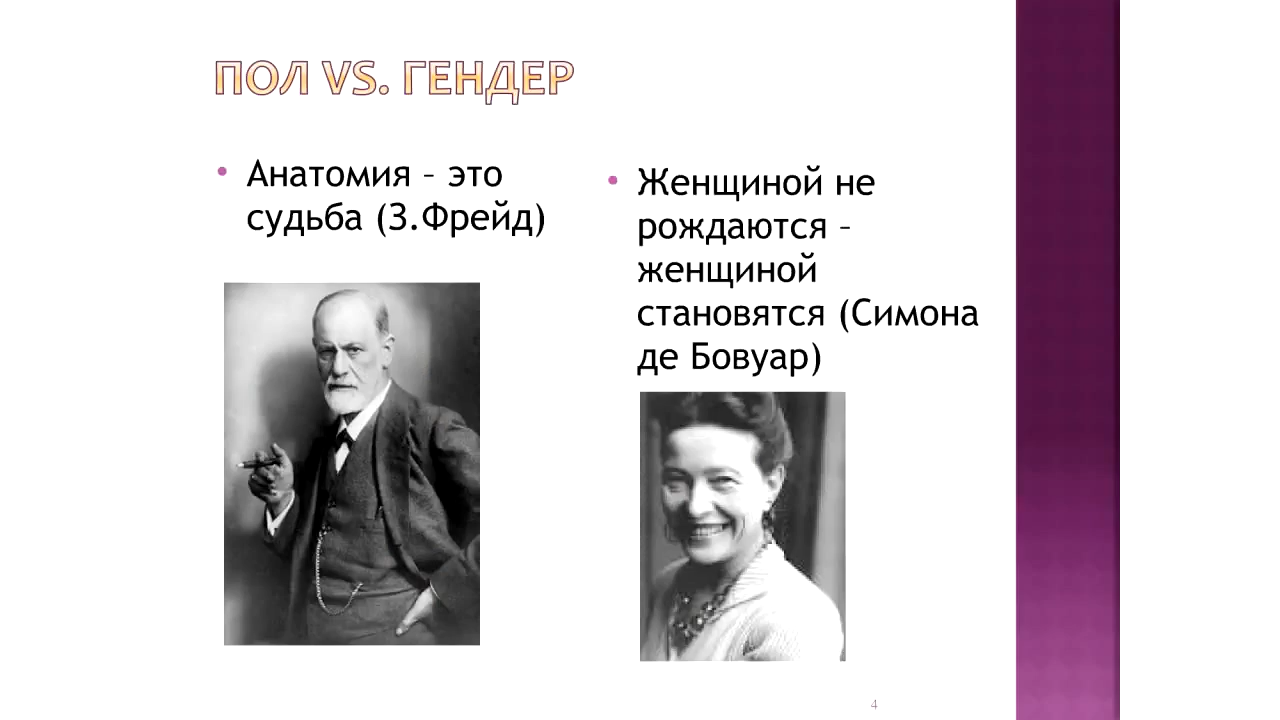 ПОЛ VS. ГЕНДЕР
• Анатомия – это
судьба (З.Фрейд)
• Женщиной не
рождаются –
женщиной
становятся (Симона
де Бовуар)
4